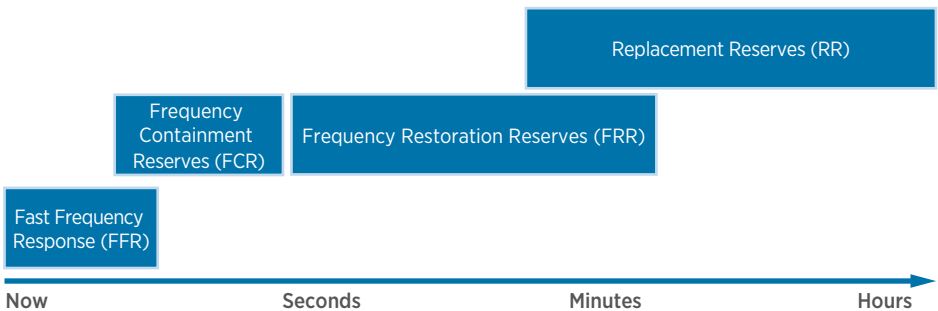 Replacement Reserves (RR)
Frequency
Containment
Reserves (FCR)
Frequency Restoration Reserves (FRR)
Fast Frequency
Response (FFR)
Now
Seconds
Minutes
Hours